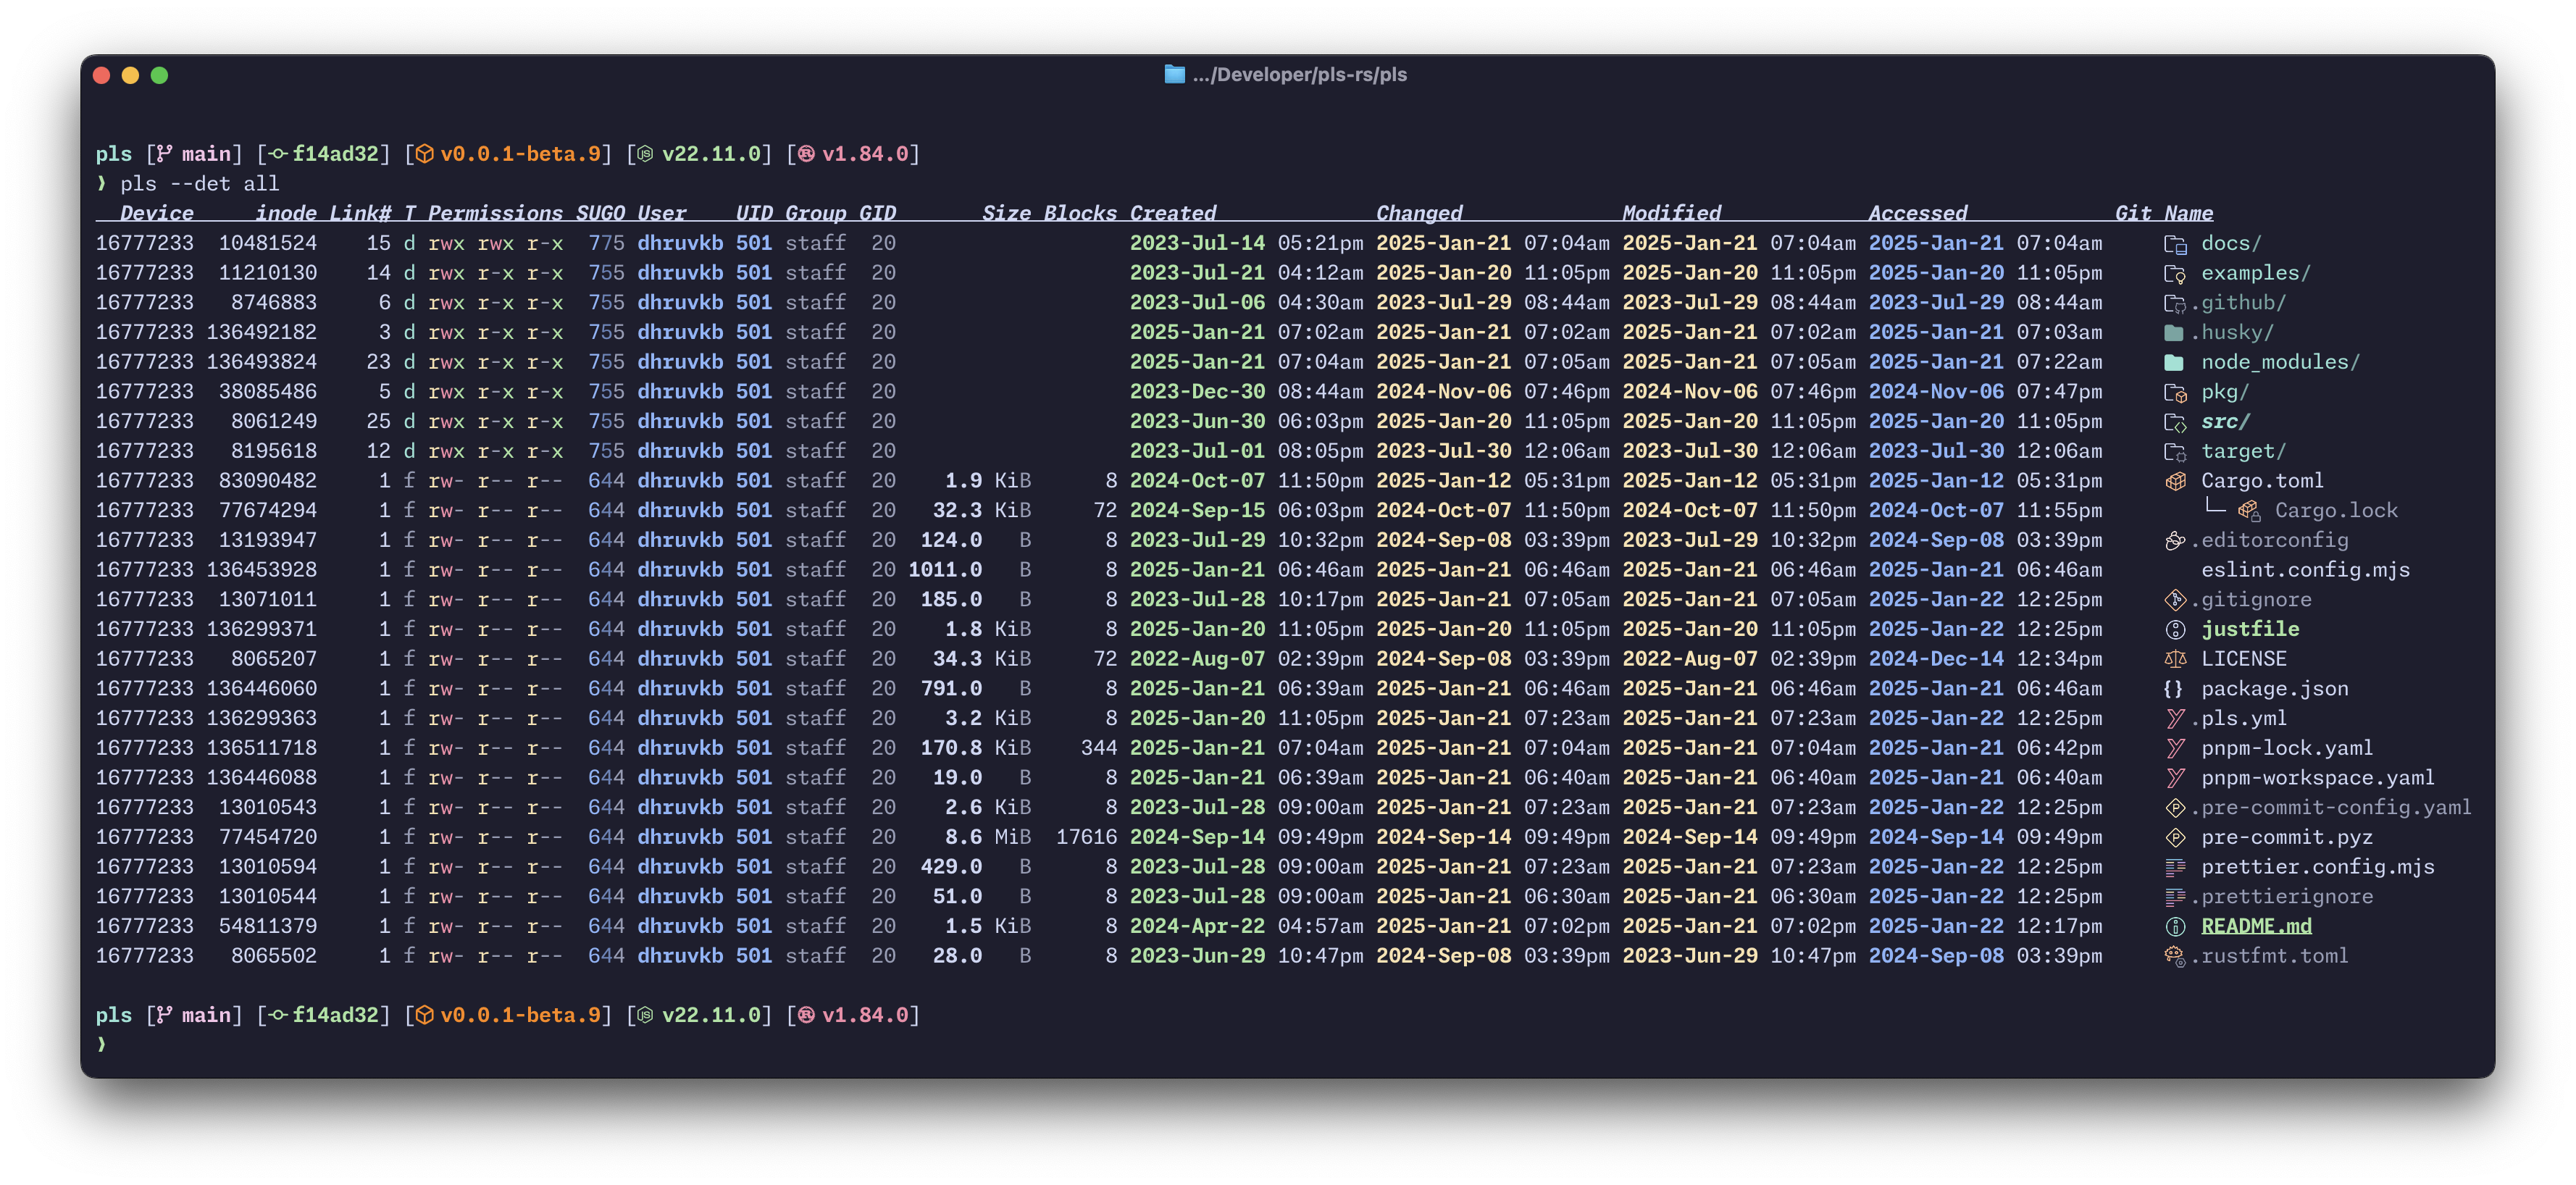 .../Developer/pls-rs/pls
pls [main] [f14ad32] [v0.0.1-beta.9] [v22.11.0] [v1.84.0]
❯ pls --det all
Device inode Link# T Permissions SUGO User UID Group GID Size Blocks Created Changed Modified Accessed Git Name
16777233 10481524 15 d rwx rwx r-x 775 dhruvkb 501 staff 20 2023-Jul-14 05:21pm 2025-Jan-21 07:04am 2025-Jan-21 07:04am 2025-Jan-21 07:04am docs/
16777233 11210130 14 d rwx r-x r-x 755 dhruvkb 501 staff 20 2023-Jul-21 04:12am 2025-Jan-20 11:05pm 2025-Jan-20 11:05pm 2025-Jan-20 11:05pm examples/
16777233 8746883 6 d rwx r-x r-x 755 dhruvkb 501 staff 20 2023-Jul-06 04:30am 2023-Jul-29 08:44am 2023-Jul-29 08:44am 2023-Jul-29 08:44am .github/
16777233 136492182 3 d rwx r-x r-x 755 dhruvkb 501 staff 20 2025-Jan-21 07:02am 2025-Jan-21 07:02am 2025-Jan-21 07:02am 2025-Jan-21 07:03am .husky/
16777233 136493824 23 d rwx r-x r-x 755 dhruvkb 501 staff 20 2025-Jan-21 07:04am 2025-Jan-21 07:05am 2025-Jan-21 07:05am 2025-Jan-21 07:22am node_modules/
16777233 38085486 5 d rwx r-x r-x 755 dhruvkb 501 staff 20 2023-Dec-30 08:44am 2024-Nov-06 07:46pm 2024-Nov-06 07:46pm 2024-Nov-06 07:47pm pkg/
16777233 8061249 25 d rwx r-x r-x 755 dhruvkb 501 staff 20 2023-Jun-30 06:03pm 2025-Jan-20 11:05pm 2025-Jan-20 11:05pm 2025-Jan-20 11:05pm src/
16777233 8195618 12 d rwx r-x r-x 755 dhruvkb 501 staff 20 2023-Jul-01 08:05pm 2023-Jul-30 12:06am 2023-Jul-30 12:06am 2023-Jul-30 12:06am target/
16777233 83090482 1 f rw- r-- r-- 644 dhruvkb 501 staff 20 1.9 KiB 8 2024-Oct-07 11:50pm 2025-Jan-12 05:31pm 2025-Jan-12 05:31pm 2025-Jan-12 05:31pm Cargo.toml
16777233 77674294 1 f rw- r-- r-- 644 dhruvkb 501 staff 20 32.3 KiB 72 2024-Sep-15 06:03pm 2024-Oct-07 11:50pm 2024-Oct-07 11:50pm 2024-Oct-07 11:55pm └─ Cargo.lock
16777233 13193947 1 f rw- r-- r-- 644 dhruvkb 501 staff 20 124.0 B 8 2023-Jul-29 10:32pm 2024-Sep-08 03:39pm 2023-Jul-29 10:32pm 2024-Sep-08 03:39pm .editorconfig
16777233 136453928 1 f rw- r-- r-- 644 dhruvkb 501 staff 20 1011.0 B 8 2025-Jan-21 06:46am 2025-Jan-21 06:46am 2025-Jan-21 06:46am 2025-Jan-21 06:46am eslint.config.mjs
16777233 13071011 1 f rw- r-- r-- 644 dhruvkb 501 staff 20 185.0 B 8 2023-Jul-28 10:17pm 2025-Jan-21 07:05am 2025-Jan-21 07:05am 2025-Jan-22 12:25pm .gitignore
16777233 136299371 1 f rw- r-- r-- 644 dhruvkb 501 staff 20 1.8 KiB 8 2025-Jan-20 11:05pm 2025-Jan-20 11:05pm 2025-Jan-20 11:05pm 2025-Jan-22 12:25pm justfile
16777233 8065207 1 f rw- r-- r-- 644 dhruvkb 501 staff 20 34.3 KiB 72 2022-Aug-07 02:39pm 2024-Sep-08 03:39pm 2022-Aug-07 02:39pm 2024-Dec-14 12:34pm LICENSE
16777233 136446060 1 f rw- r-- r-- 644 dhruvkb 501 staff 20 791.0 B 8 2025-Jan-21 06:39am 2025-Jan-21 06:46am 2025-Jan-21 06:46am 2025-Jan-21 06:46am {} package.json
16777233 136299363 1 f rw- r-- r-- 644 dhruvkb 501 staff 20 3.2 KiB 8 2025-Jan-20 11:05pm 2025-Jan-21 07:23am 2025-Jan-21 07:23am 2025-Jan-22 12:25pm .pls.yml
16777233 136511718 1 f rw- r-- r-- 644 dhruvkb 501 staff 20 170.8 KiB 344 2025-Jan-21 07:04am 2025-Jan-21 07:04am 2025-Jan-21 07:04am 2025-Jan-21 06:42pm pnpm-lock.yaml
16777233 136446088 1 f rw- r-- r-- 644 dhruvkb 501 staff 20 19.0 B 8 2025-Jan-21 06:39am 2025-Jan-21 06:40am 2025-Jan-21 06:40am 2025-Jan-21 06:40am pnpm-workspace.yaml
16777233 13010543 1 f rw- r-- r-- 644 dhruvkb 501 staff 20 2.6 KiB 8 2023-Jul-28 09:00am 2025-Jan-21 07:23am 2025-Jan-21 07:23am 2025-Jan-22 12:25pm .pre-commit-config.yaml
16777233 77454720 1 f rw- r-- r-- 644 dhruvkb 501 staff 20 8.6 MiB 17616 2024-Sep-14 09:49pm 2024-Sep-14 09:49pm 2024-Sep-14 09:49pm 2024-Sep-14 09:49pm pre-commit.pyz
16777233 13010594 1 f rw- r-- r-- 644 dhruvkb 501 staff 20 429.0 B 8 2023-Jul-28 09:00am 2025-Jan-21 07:23am 2025-Jan-21 07:23am 2025-Jan-22 12:25pm prettier.config.mjs
16777233 13010544 1 f rw- r-- r-- 644 dhruvkb 501 staff 20 51.0 B 8 2023-Jul-28 09:00am 2025-Jan-21 06:30am 2025-Jan-21 06:30am 2025-Jan-22 12:25pm .prettierignore
16777233 54811379 1 f rw- r-- r-- 644 dhruvkb 501 staff 20 1.5 KiB 8 2024-Apr-22 04:57am 2025-Jan-21 07:02pm 2025-Jan-21 07:02pm 2025-Jan-22 12:17pm README.md
16777233 8065502 1 f rw- r-- r-- 644 dhruvkb 501 staff 20 28.0 B 8 2023-Jun-29 10:47pm 2024-Sep-08 03:39pm 2023-Jun-29 10:47pm 2024-Sep-08 03:39pm .rustfmt.toml
pls [main] [f14ad32] [v0.0.1-beta.9] [v22.11.0] [v1.84.0]
❯